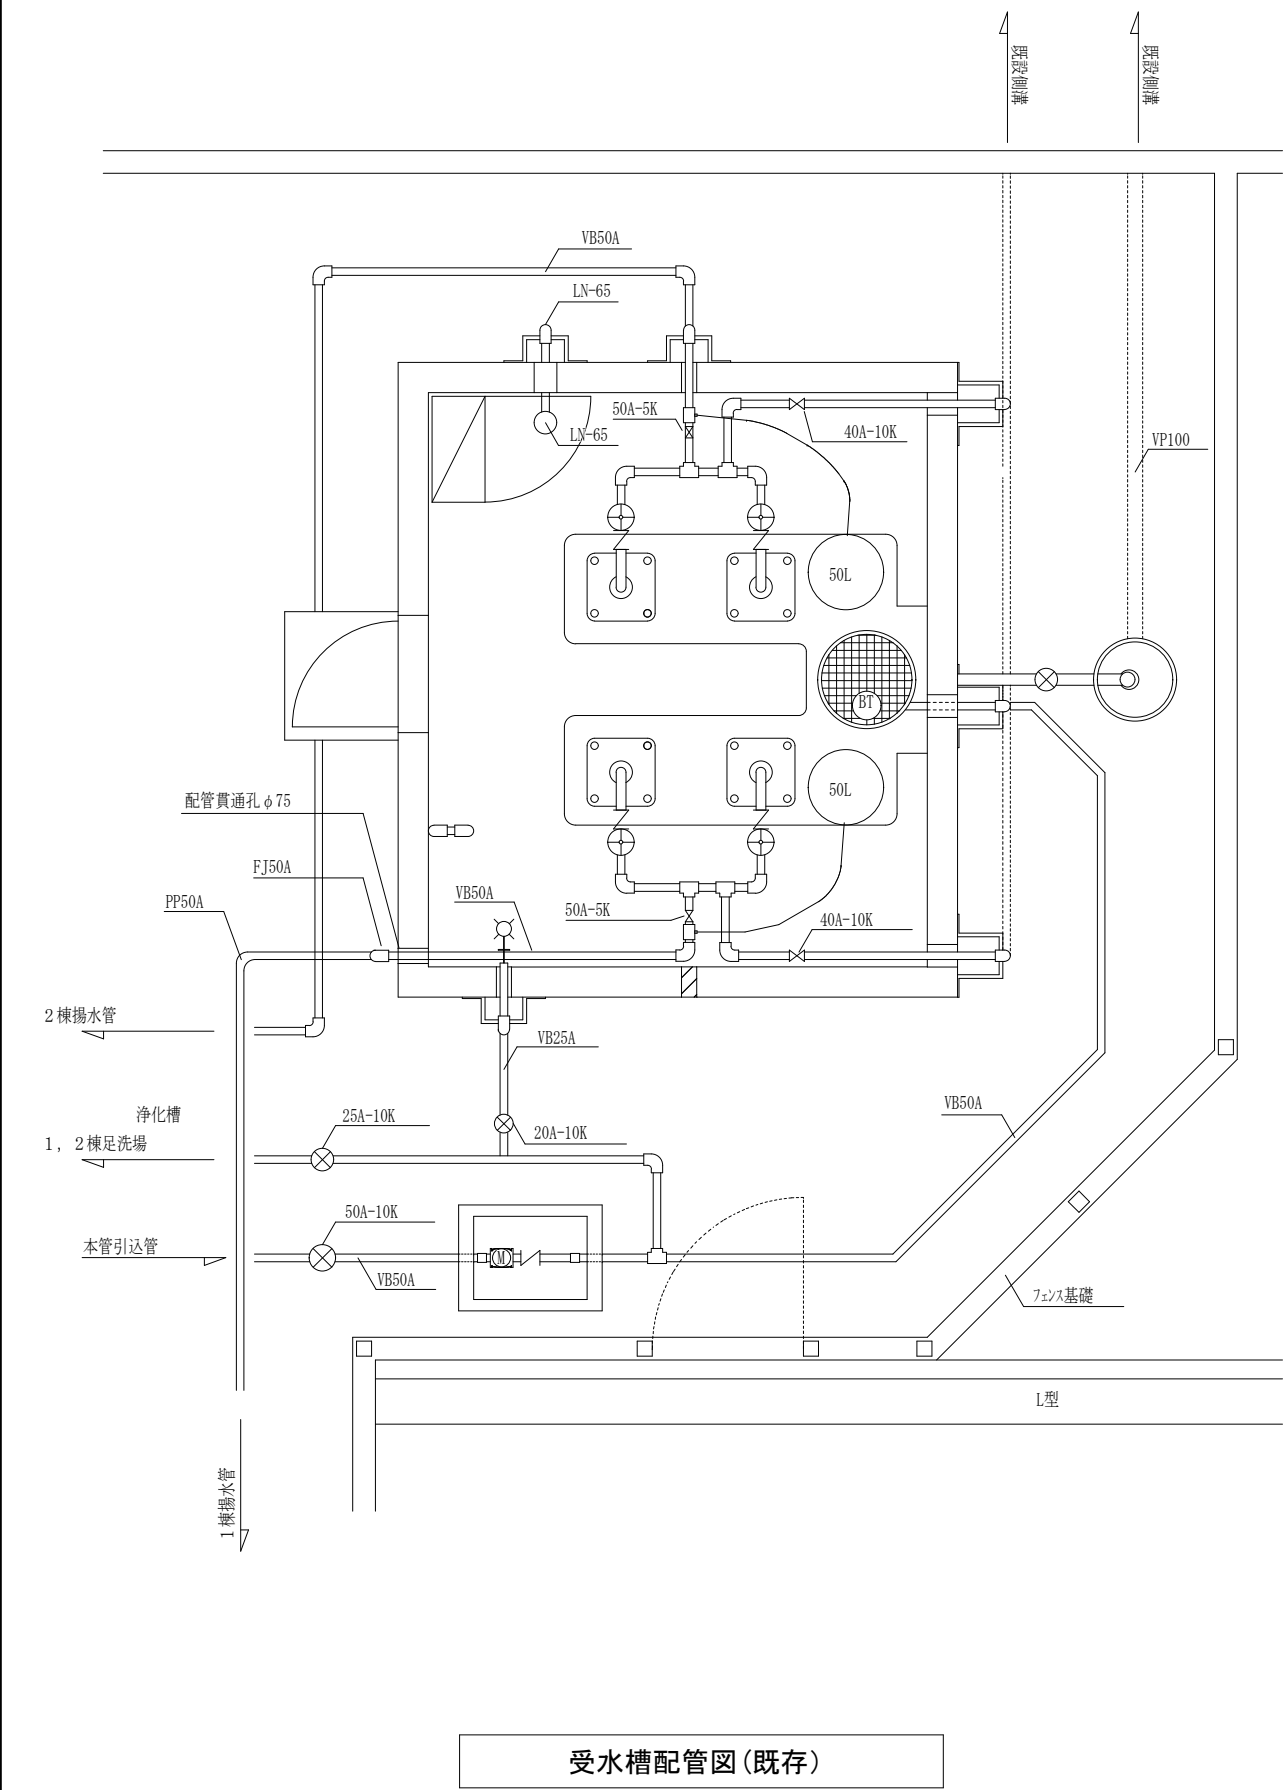 既設側溝
既設側溝
VB50A
LN-65
50A-5K
LN-65
40A-10K
VP100
50L
BT
50L
配管貫通孔φ75
FJ50A
VB50A
PP50A
50A-5K
40A-10K
2棟揚水管
VB25A
浄化槽
1，2棟足洗場
25A-10K
20A-10K
VB50A
50A-10K
本管引込管
M
VB50A
フェンス基礎
L型
1棟揚水管
受水槽配管図(既存)